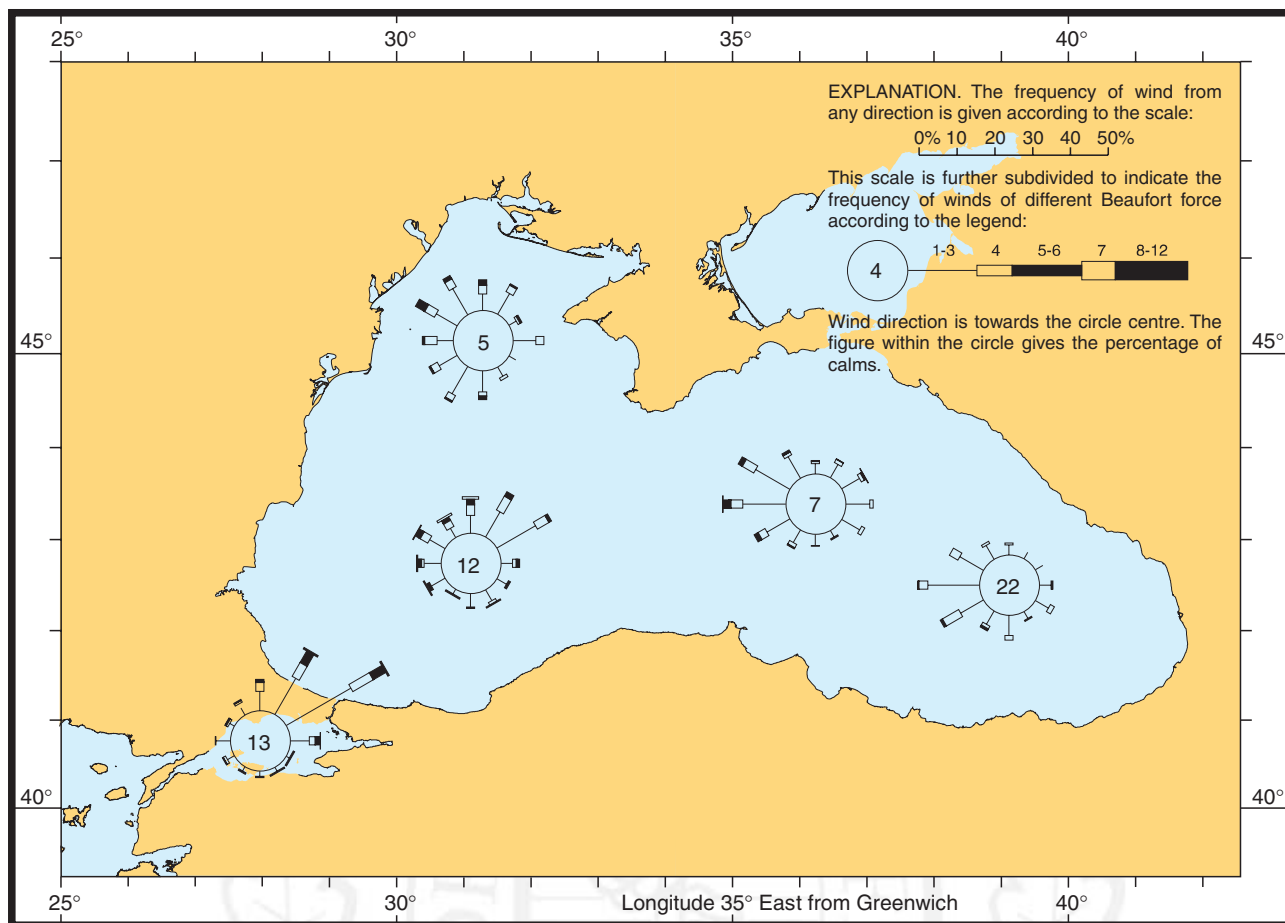 25° 30° 35° 40°
EXPLANATION. The frequency of wind from
any direction is given according to the scale:
0% 10 20 30 40 50%
This scale is further subdivided to indicate the
frequency of winds of different Beaufort force
according to the legend:
1-3 4 5-6 7 8-12
4
Wind direction is towards the circle centre. The
figure within the circle gives the percentage of
calms.
45° 45°
5
7
12
22
13
40° 40°
25° 30° Longitude 35° East from Greenwich 40°